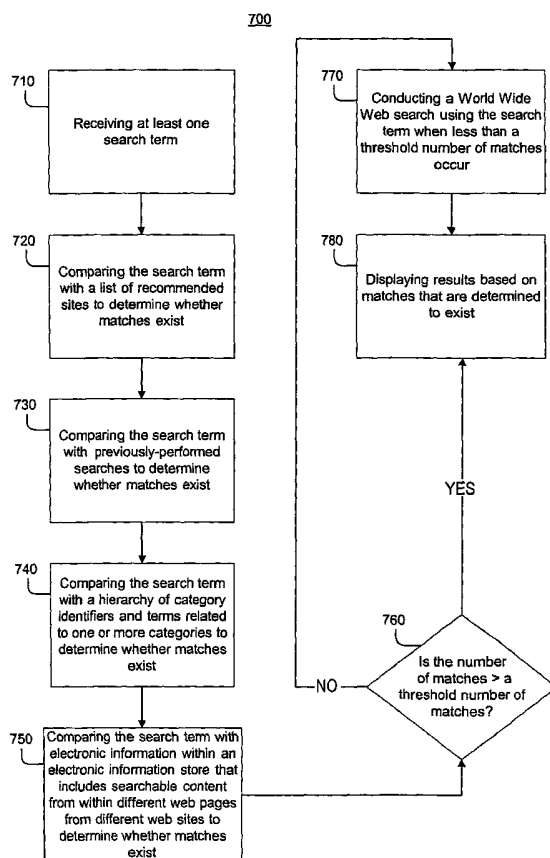 700
710
Receiving at least one
search term
720
Comparing the search term
with a list of recommended
sites to determine whether
matches exist
730
Comparing the search term
with previously-performed
searches to determine
whether matches exist
740
Comparing the search term
with a hierarchy of category
identifiers and terms related
to one or more categories to
determine whether matches
exist
750
Comparing the search term with
electronic information within an
electronic information store that
includes searchable content
from within different web pages
from different web sites to
determine whether matches
exist
760
Is the number
of matches > a
threshold number of
matches?
NO
YES
770
Conducting a World Wide
Web search using the search
term when less than a
threshold number of matches
occur
780
Displaying results based on
matches that are determined
to exist